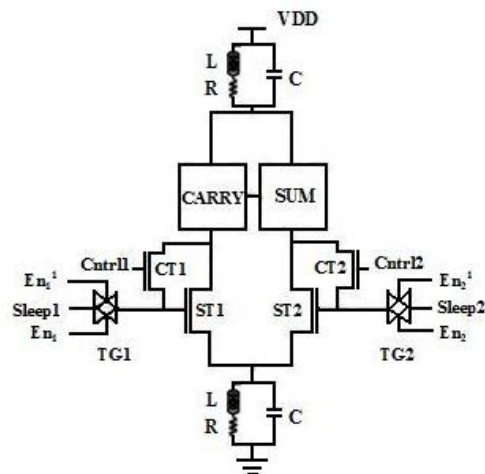 VDD
L
C
R
CARRY
SUM
Cntrl1
CT1
CT2
Cntrl2
En₁¹
En₂¹
Sleep1
ST1
ST2
Sleep2
En₁
En₂
TG1
TG2
L
C
R